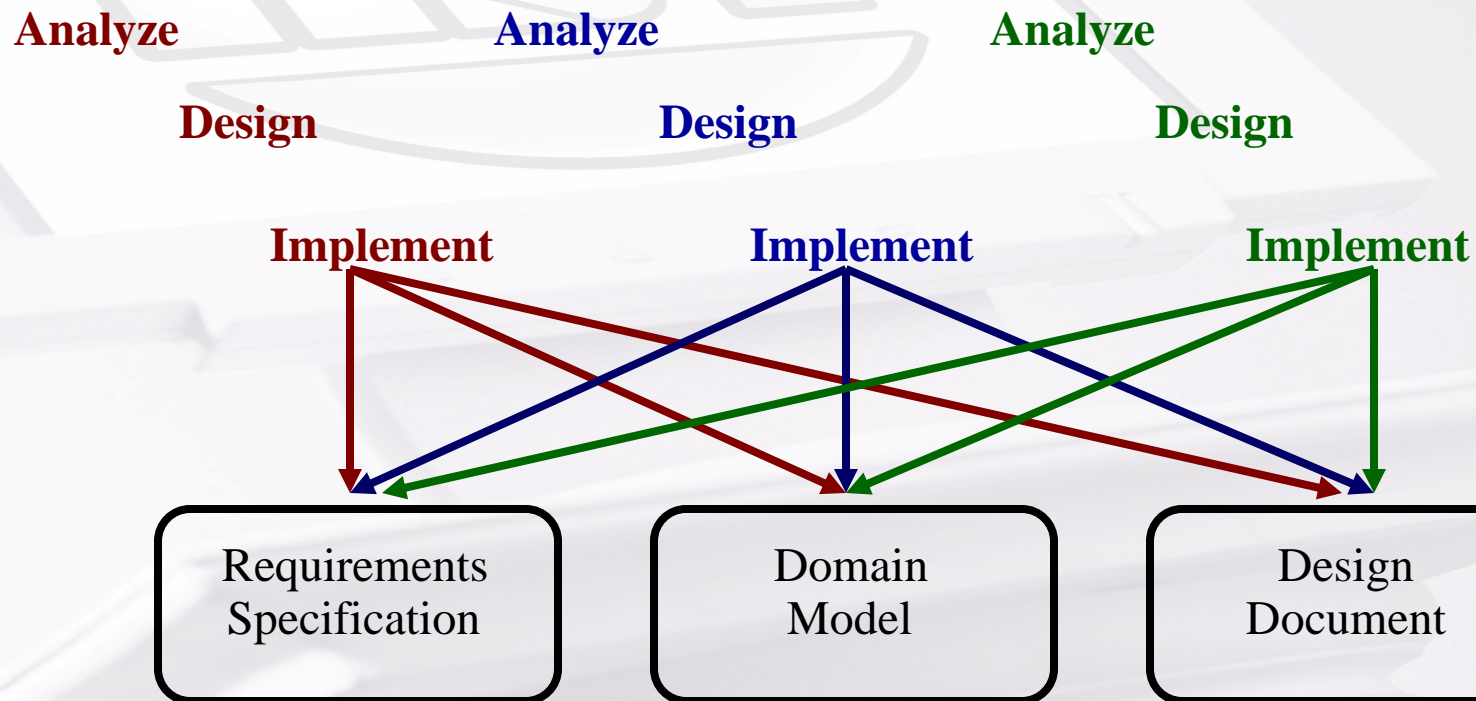 Analyze Analyze Analyze
Design Design Design
Implement Implement Implement
Requirements
Specification
Domain
Model
Design
Document